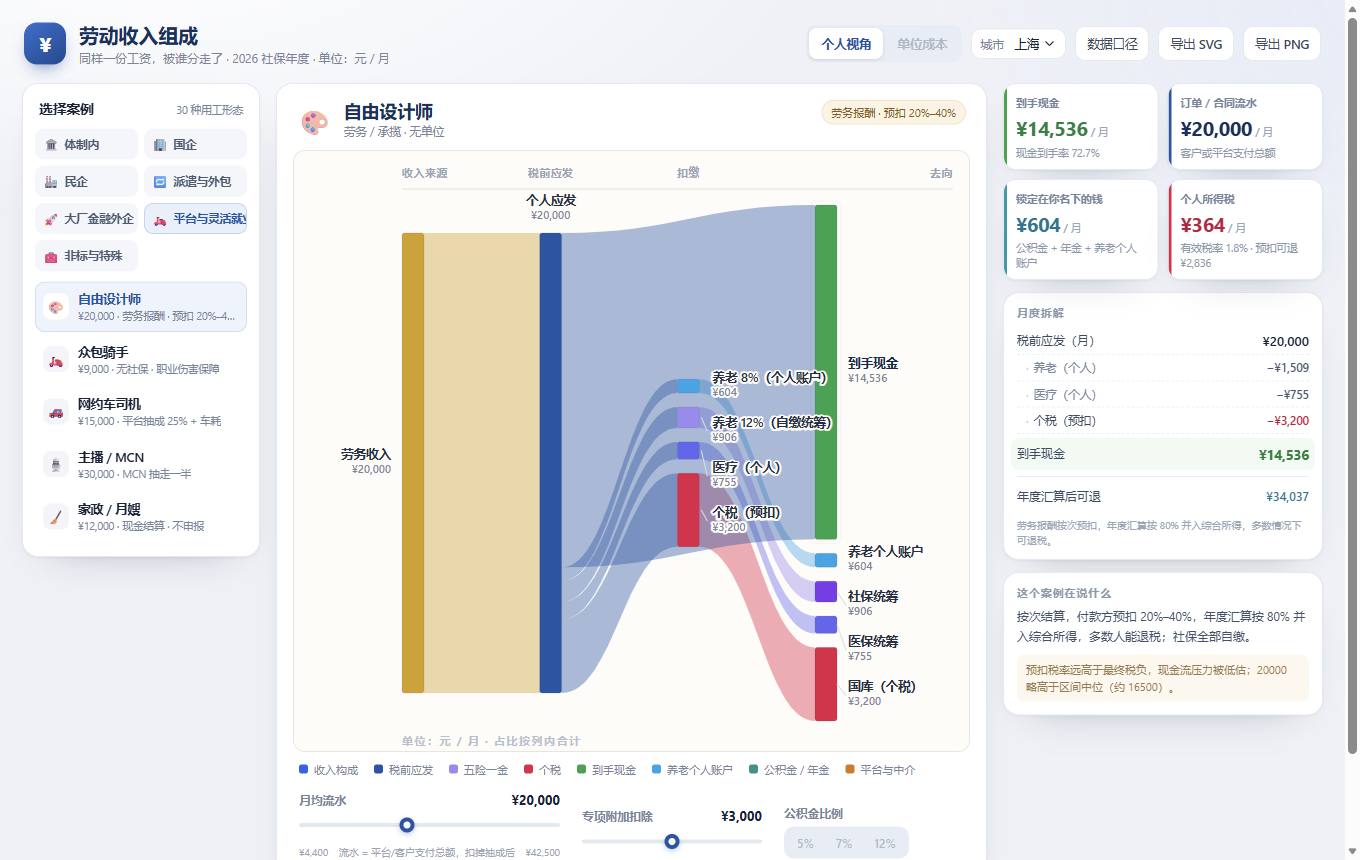 ¥
劳动收入组成
同样一份工资，被谁分走了 · 2026 社保年度 · 单位：元 / 月
个人视角
单位成本
城市
上海
数据口径
导出 SVG
导出 PNG
选择案例
30 种用工形态
体制内
国企
民企
派遣与外包
大厂金融外企
平台与灵活就业
非标与特殊
自由设计师
¥20,000 · 劳务报酬 · 预扣 20%–4...
众包骑手
¥9,000 · 无社保 · 职业伤害保障
网约车司机
¥15,000 · 平台抽成 25% + 车耗
主播 / MCN
¥30,000 · MCN 抽走一半
家政 / 月嫂
¥12,000 · 现金结算 · 不申报
自由设计师
劳务 / 承揽 · 无单位
劳务报酬 · 预扣 20%–40%
收入来源
税前应发
扣缴
去向
个人应发
¥20,000
劳务收入
¥20,000
养老 8%（个人账户）
¥604
养老 12%（自缴统筹）
¥906
医疗（个人）
¥755
个税（预扣）
¥3,200
到手现金
¥14,536
养老个人账户
¥604
社保统筹
¥906
医保统筹
¥755
国库（个税）
¥3,200
单位：元 / 月 · 占比按列内合计
收入构成
税前应发
五险一金
个税
到手现金
养老个人账户
公积金 / 年金
平台与中介
月均流水
¥20,000
¥4,400
流水 = 平台/客户支付总额，扣掉抽成后
¥42,500
专项附加扣除
¥3,000
公积金比例
5%
7%
12%
到手现金
¥14,536 / 月
现金到手率 72.7%
订单 / 合同流水
¥20,000 / 月
客户或平台支付总额
锁定在你名下的钱
¥604 / 月
公积金 + 年金 + 养老个人
账户
个人所得税
¥364 / 月
有效税率 1.8% · 预扣可退
¥2,836
月度拆解
税前应发（月）
¥20,000
· 养老（个人）
−¥1,509
· 医疗（个人）
−¥755
· 个税（预扣）
−¥3,200
到手现金
¥14,536
年度汇算后可退
¥34,037
劳务报酬按次预扣，年度汇算按 80% 并入综合所得，多数情况下
可退税。
这个案例在说什么
按次结算，付款方预扣 20%–40%，年度汇算按 80% 并
入综合所得，多数人能退税；社保全部自缴。
预扣税率远高于最终税负，现金流压力被低估；20000
略高于区间中位（约 16500）。